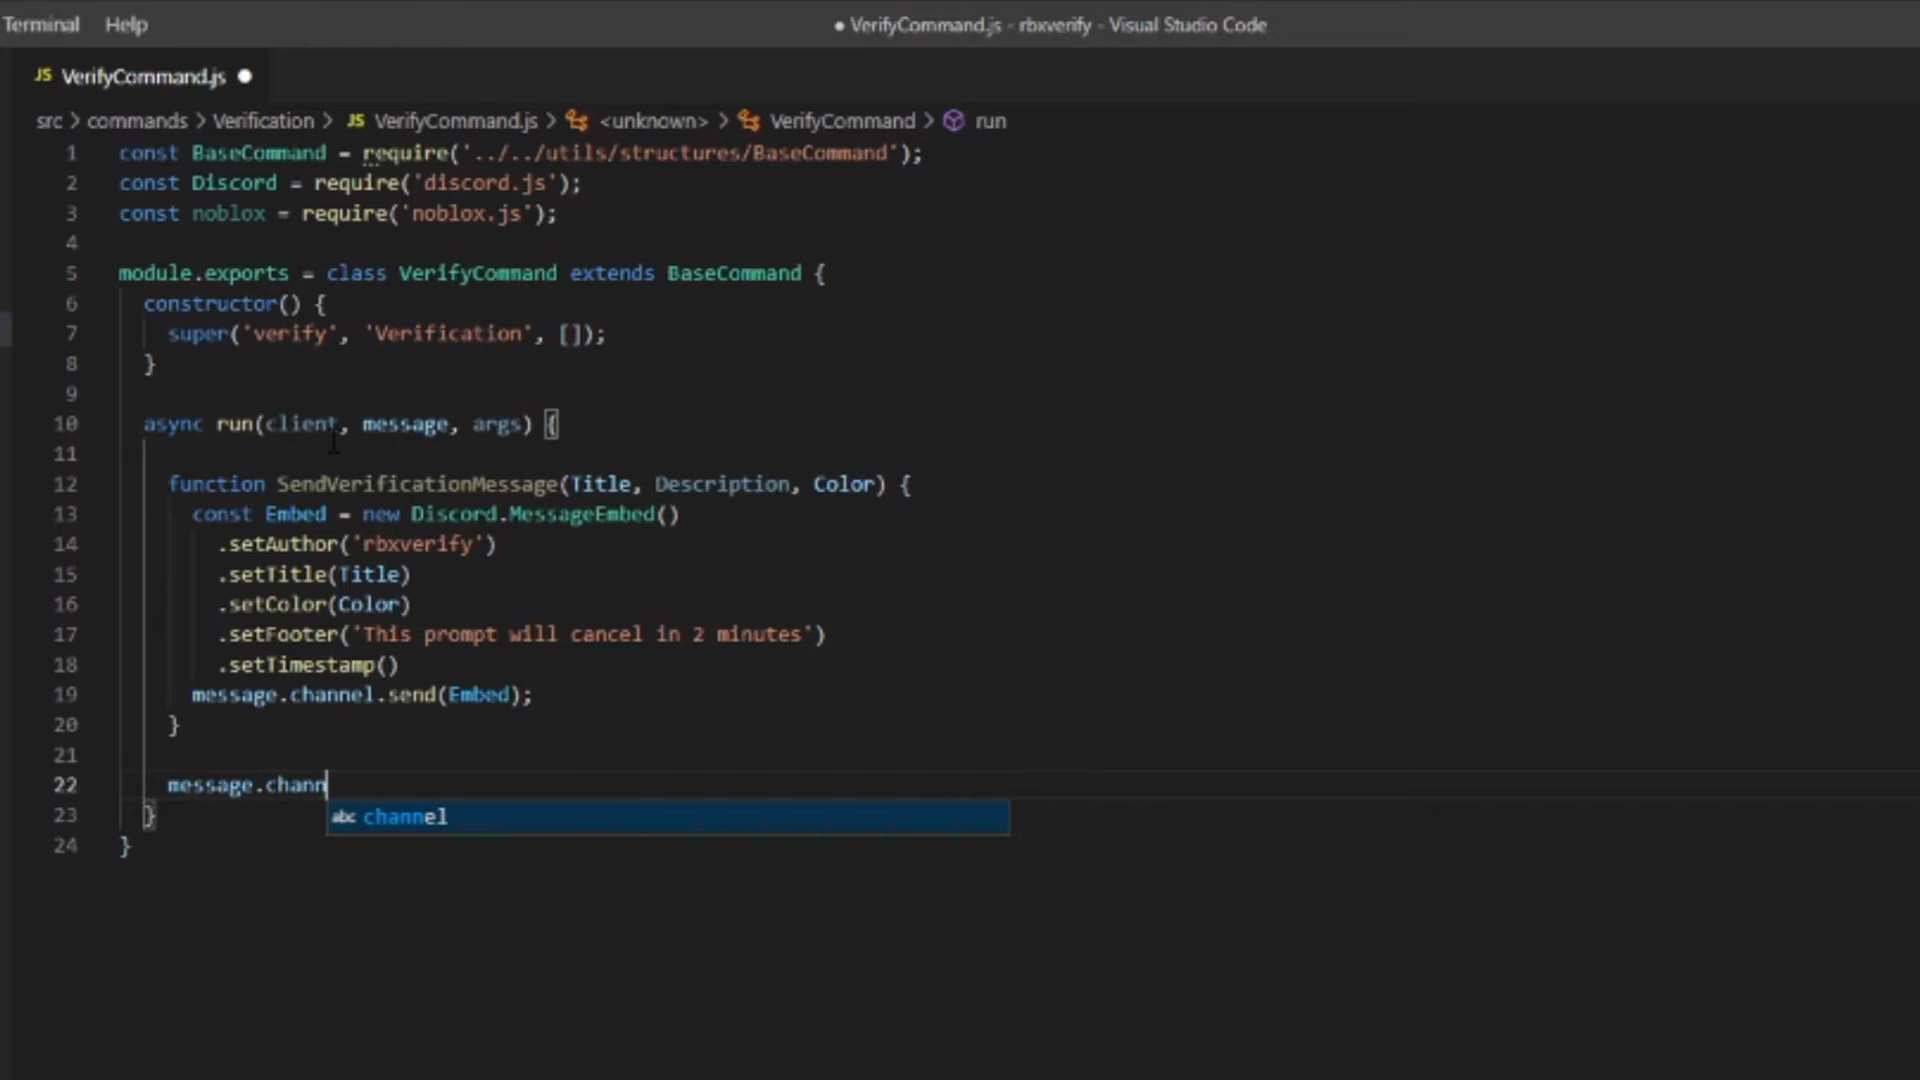 Terminal Help ● VerifyCommand.js - rbxverify - Visual Studio Code
JS VerifyCommand.js ●
src > commands > Verification > JS VerifyCommand.js > <unknown> > VerifyCommand > run
1 const BaseCommand = require('../../utils/structures/BaseCommand');
2 const Discord = require('discord.js');
3 const noblox = require('noblox.js');
4
5 module.exports = class VerifyCommand extends BaseCommand {
6 constructor() {
7 super('verify', 'Verification', []);
8 }
9
10 async run(client, message, args) {
11
12 function SendVerificationMessage(Title, Description, Color) {
13 const Embed = new Discord.MessageEmbed()
14 .setAuthor('rbxverify')
15 .setTitle(Title)
16 .setColor(Color)
17 .setFooter('This prompt will cancel in 2 minutes')
18 .setTimestamp()
19 message.channel.send(Embed);
20 }
21
22 message.chann
23 }
abc channel
24 }